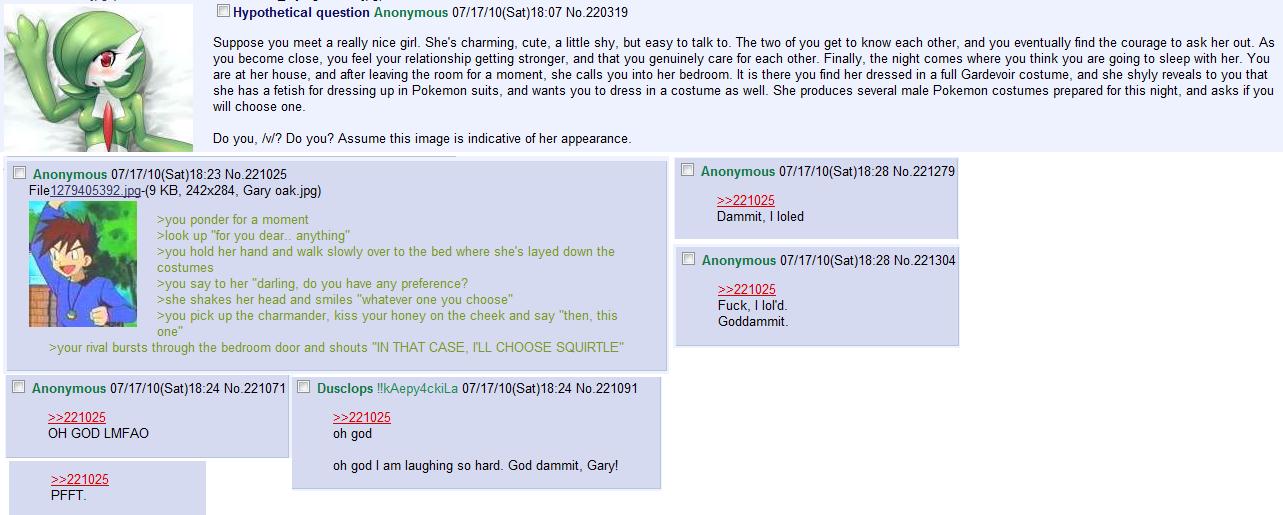 Hypothetical question Anonymous 07/17/10(Sat)18:07 No.220319
Suppose you meet a really nice girl. She's charming, cute, a little shy, but easy to talk to. The two of you get to know each other, and you eventually find the courage to ask her out. As
you become close, you feel your relationship getting stronger, and that you genuinely care for each other. Finally, the night comes where you think you are going to sleep with her. You
are at her house, and after leaving the room for a moment, she calls you into her bedroom. It is there you find her dressed in a full Gardevoir costume, and she shyly reveals to you that
she has a fetish for dressing up in Pokemon suits, and wants you to dress in a costume as well. She produces several male Pokemon costumes prepared for this night, and asks if you
will choose one.
Do you, /v/? Do you? Assume this image is indicative of her appearance.
Anonymous 07/17/10(Sat)18:23 No.221025
File1279405392.jpg-(9 KB, 242x284, Gary oak.jpg)
>you ponder for a moment
>look up "for you dear.. anything"
>you hold her hand and walk slowly over to the bed where she's layed down the
costumes
>you say to her "darling, do you have any preference?
>she shakes her head and smiles "whatever one you choose"
>you pick up the charmander, kiss your honey on the cheek and say "then, this
one"
>your rival bursts through the bedroom door and shouts "IN THAT CASE, I'LL CHOOSE SQUIRTLE"
Anonymous 07/17/10(Sat)18:28 No.221279
>>221025
Dammit, I loled
Anonymous 07/17/10(Sat)18:28 No.221304
>>221025
Fuck, I lol'd.
Goddammit.
Anonymous 07/17/10(Sat)18:24 No.221071
>>221025
OH GOD LMFAO
Dusclops !!kAepy4ckiLa 07/17/10(Sat)18:24 No.221091
>>221025
oh god
oh god I am laughing so hard. God dammit, Gary!
>>221025
PFFT.